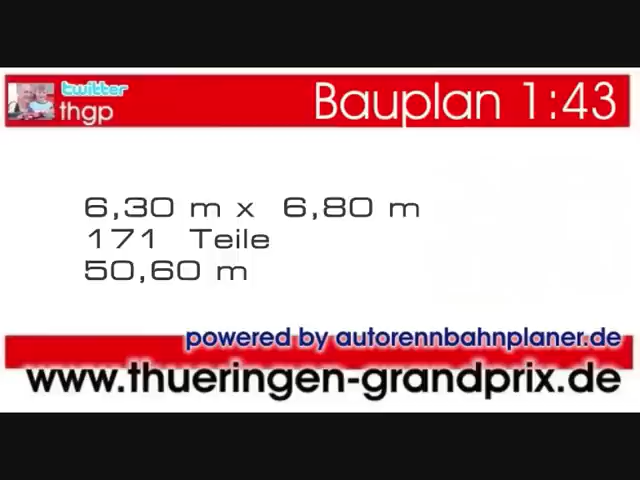 twitter
thgp
Bauplan 1:43
6,30 m x 6,80 m
171 Teile
50,60 m
powered by autorennbahnplaner.de
www.thueringen-grandprix.de